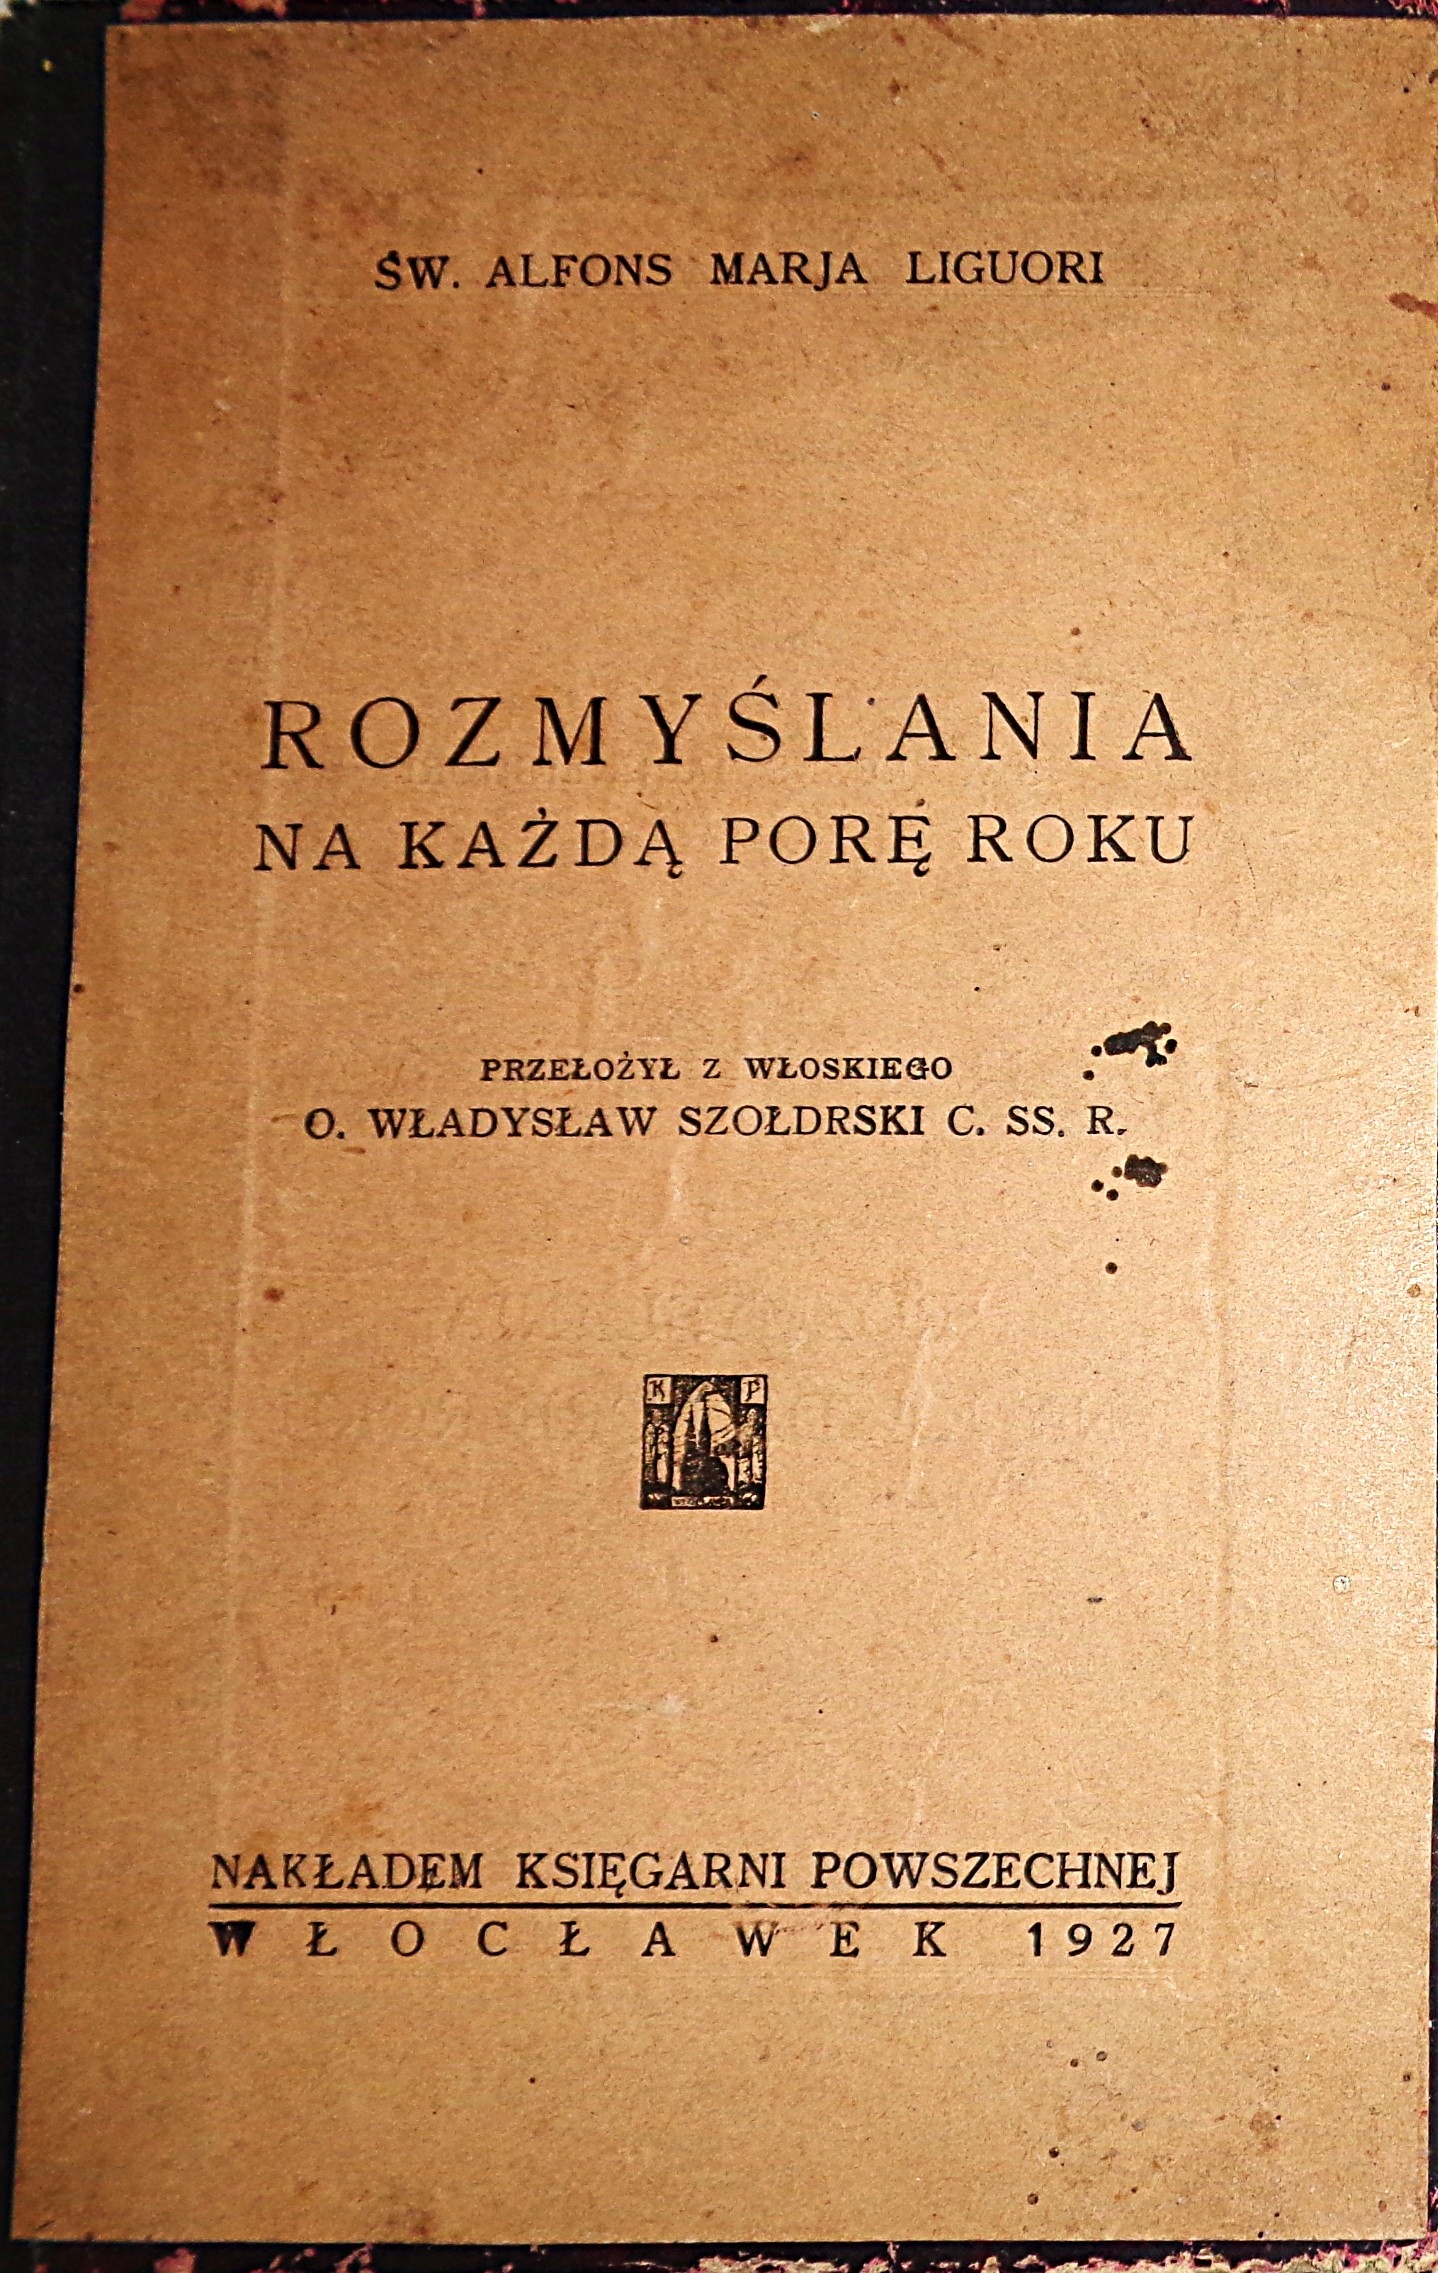 ŚW. ALFONS MARJA LIGUORI
ROZMYŚLANIA
NA KAŻDĄ PORĘ ROKU
PRZEŁOŻYŁ Z WŁOSKIEGO
O. WŁADYSŁAW SZOŁDRSKI C. SS. R.
K P
NAKŁADEM KSIĘGARNI POWSZECHNEJ
WŁOCŁAWEK 1927